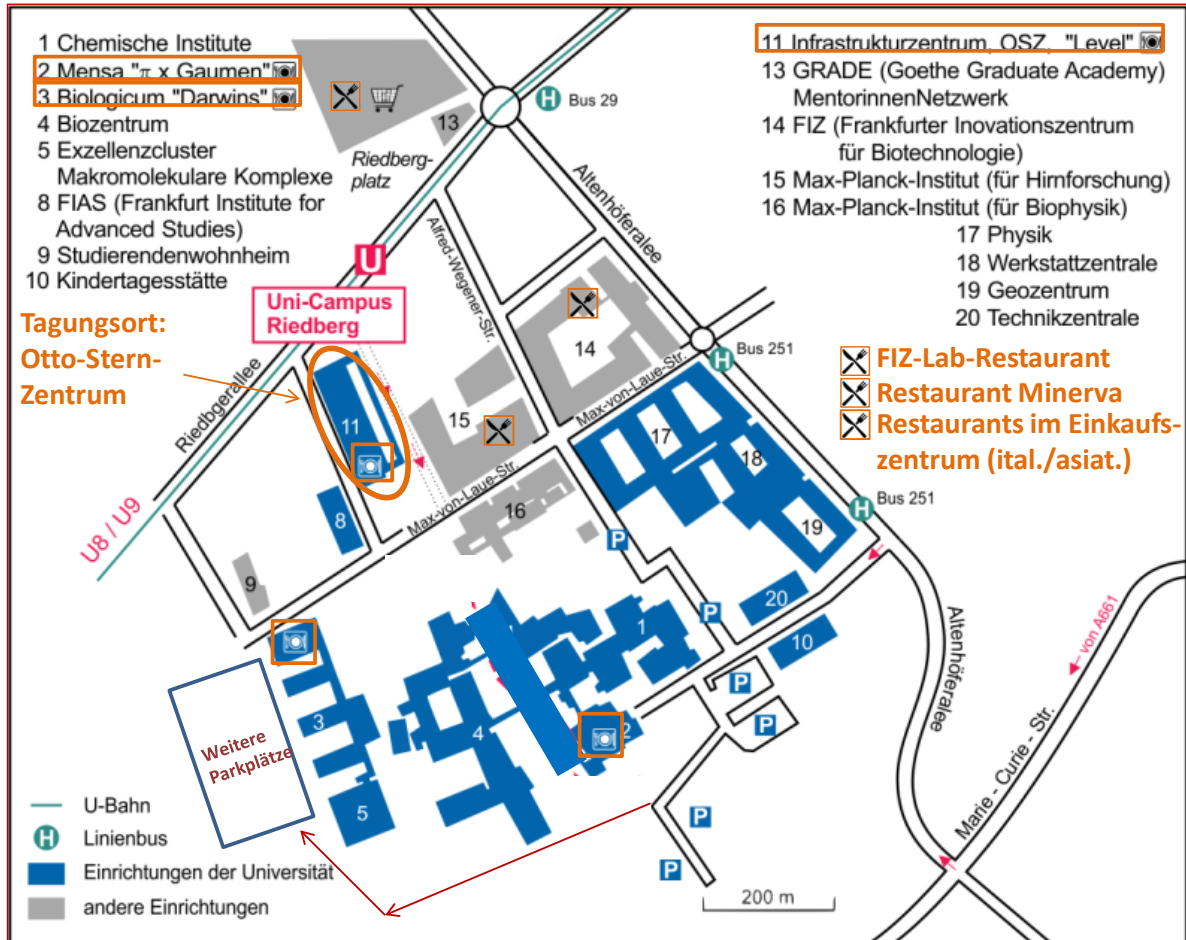 1 Chemische Institute
2 Mensa "π x Gaumen"
3 Biologicum "Darwins"
4 Biozentrum
5 Exzellenzcluster
Makromolekulare Komplexe
8 FIAS (Frankfurt Institute for
Advanced Studies)
9 Studierendenwohnheim
10 Kindertagesstätte
11 Infrastrukturzentrum, OSZ, "Level"
13 GRADE (Goethe Graduate Academy)
MentorinnenNetzwerk
14 FIZ (Frankfurter Inovationszentrum
für Biotechnologie)
15 Max-Planck-Institut (für Hirnforschung)
16 Max-Planck-Institut (für Biophysik)
17 Physik
18 Werkstattzentrale
19 Geozentrum
20 Technikzentrale
FIZ-Lab-Restaurant
Restaurant Minerva
Restaurants im Einkaufs-
zentrum (ital./asiat.)
Tagungsort:
Otto-Stern-
Zentrum
Uni-Campus
Riedberg
U
Riedberg-
platz
13
H Bus 29
Altenhöferalee
Alfred-Wegener-Str.
Riedbgerallee
U8 / U9
14
H Bus 251
Max-von-Laue-Str.
15
11
17
18
H Bus 251
19
Max-von-Laue-Str.
16
8
9
P
20
P
10
1
P
P
2
3
4
5
Weitere
Parkplätze
P
P
Altenhöferalee
von A661
Marie - Curie - Str.
U-Bahn
H Linienbus
Einrichtungen der Universität
andere Einrichtungen
200 m